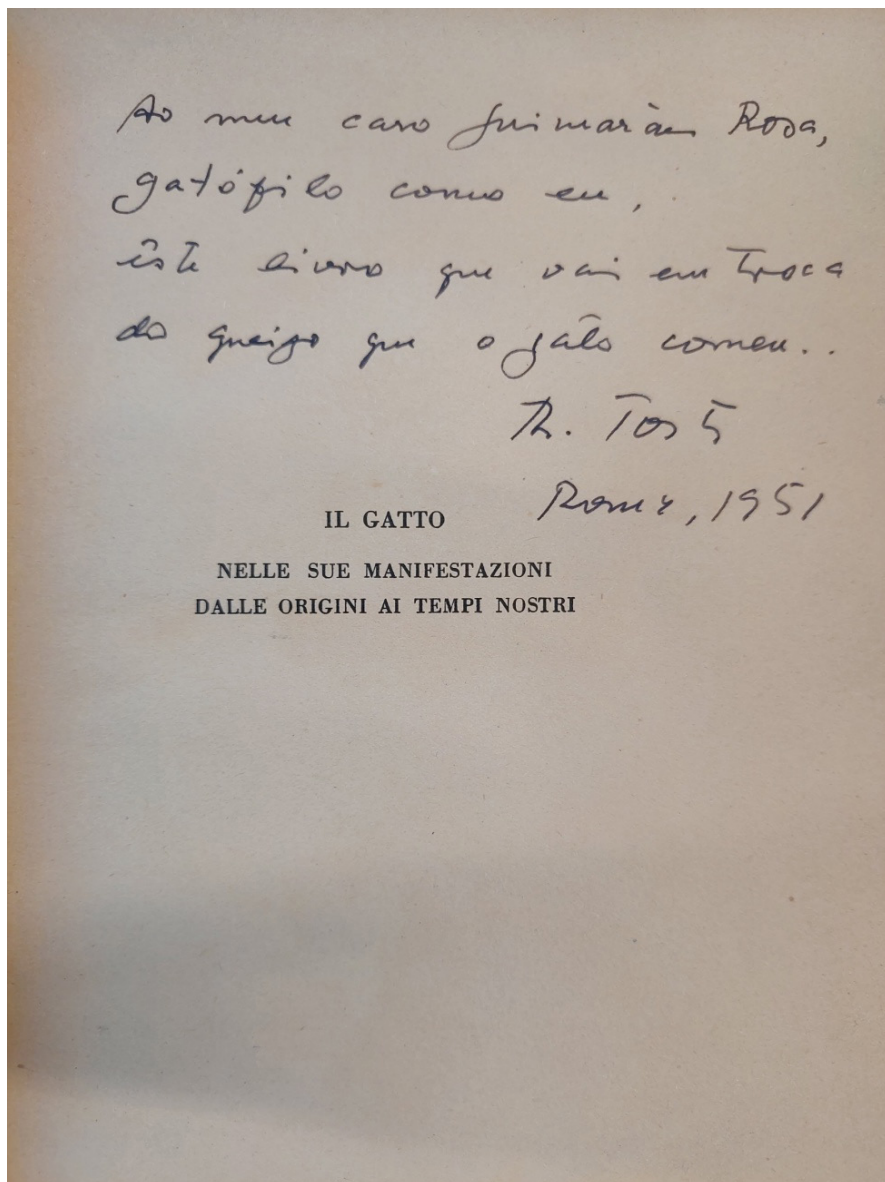 Ao meu caro Guimarães Rosa,
gatófilo como eu,
êste livro que vai em troca
do queijo que o gato comeu..
Tosti
Roma, 1951
IL GATTO
NELLE SUE MANIFESTAZIONI
DALLE ORIGINI AI TEMPI NOSTRI